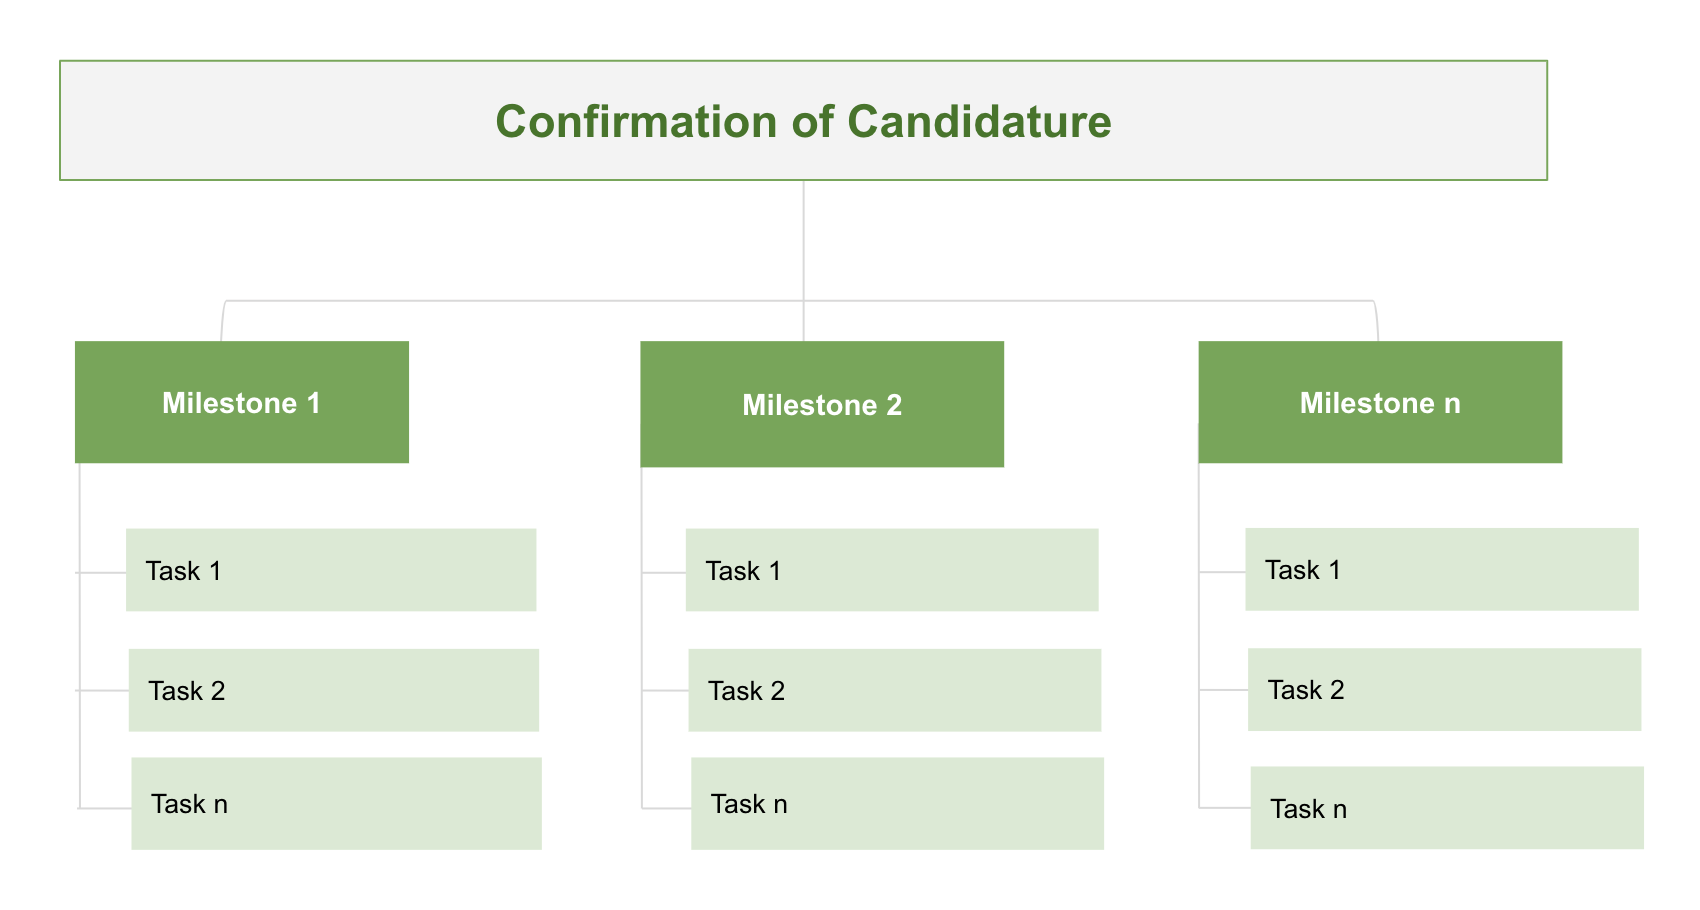 Confirmation of Candidature
Milestone 1
Task 1
Task 2
Task n
Milestone 2
Task 1
Task 2
Task n
Milestone n
Task 1
Task 2
Task n